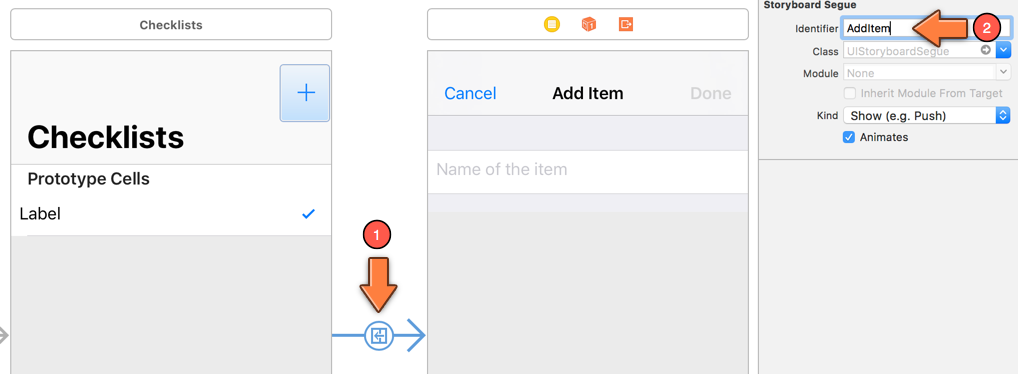 Checklists
+
Checklists
Prototype Cells
Label
1
Cancel
Add Item
Done
Name of the item
Storyboard Segue
Identifier AddItem
2
Class UIStoryboardSegue
Module None
Inherit Module From Target
Kind Show (e.g. Push)
Animates